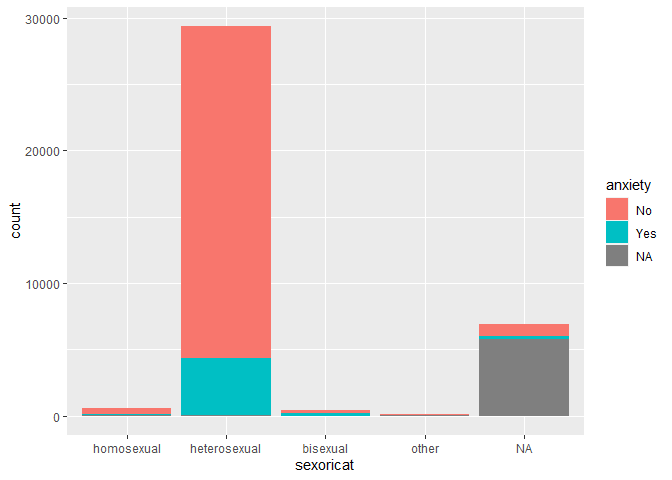 30000
20000
10000
0
count
homosexual heterosexual bisexual other NA
sexoricat
anxiety
No
Yes
NA